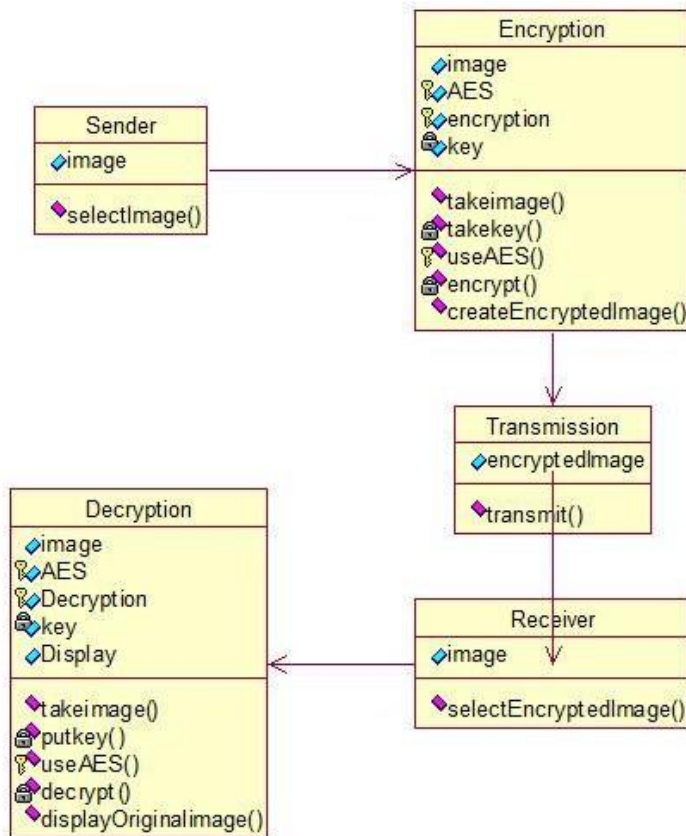 Sender
image
selectImage()
Encryption
image
AES
encryption
key
takeimage()
takekey()
useAES()
encrypt()
createEncryptedImage()
Transmission
encryptedImage
transmit()
Receiver
image
selectEncryptedImage()
Decryption
image
AES
Decryption
key
Display
takeimage()
putkey()
useAES()
decrypt()
displayOriginalimage()